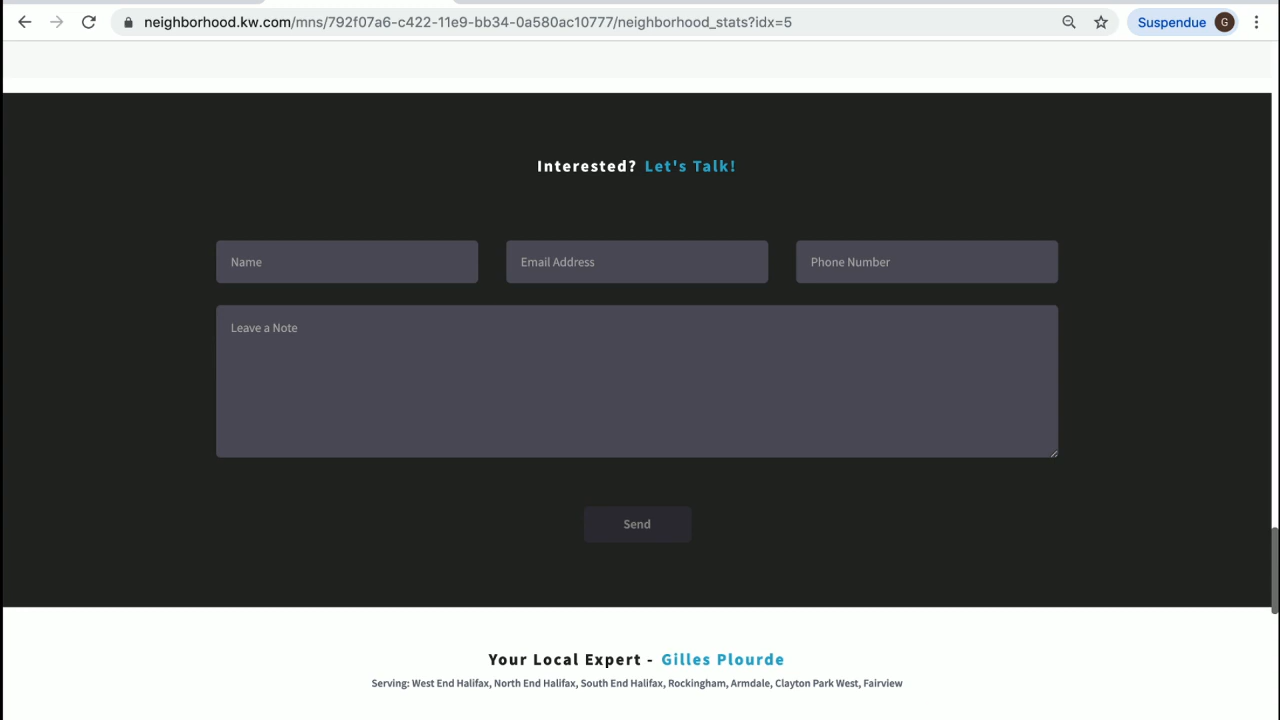 neighborhood.kw.com/mns/792f07a6-c422-11e9-bb34-0a580ac10777/neighborhood_stats?idx=5
Suspendue G
Interested? Let's Talk!
Name Email Address Phone Number
Leave a Note
Send
Your Local Expert - Gilles Plourde
Serving: West End Halifax, North End Halifax, South End Halifax, Rockingham, Armdale, Clayton Park West, Fairview